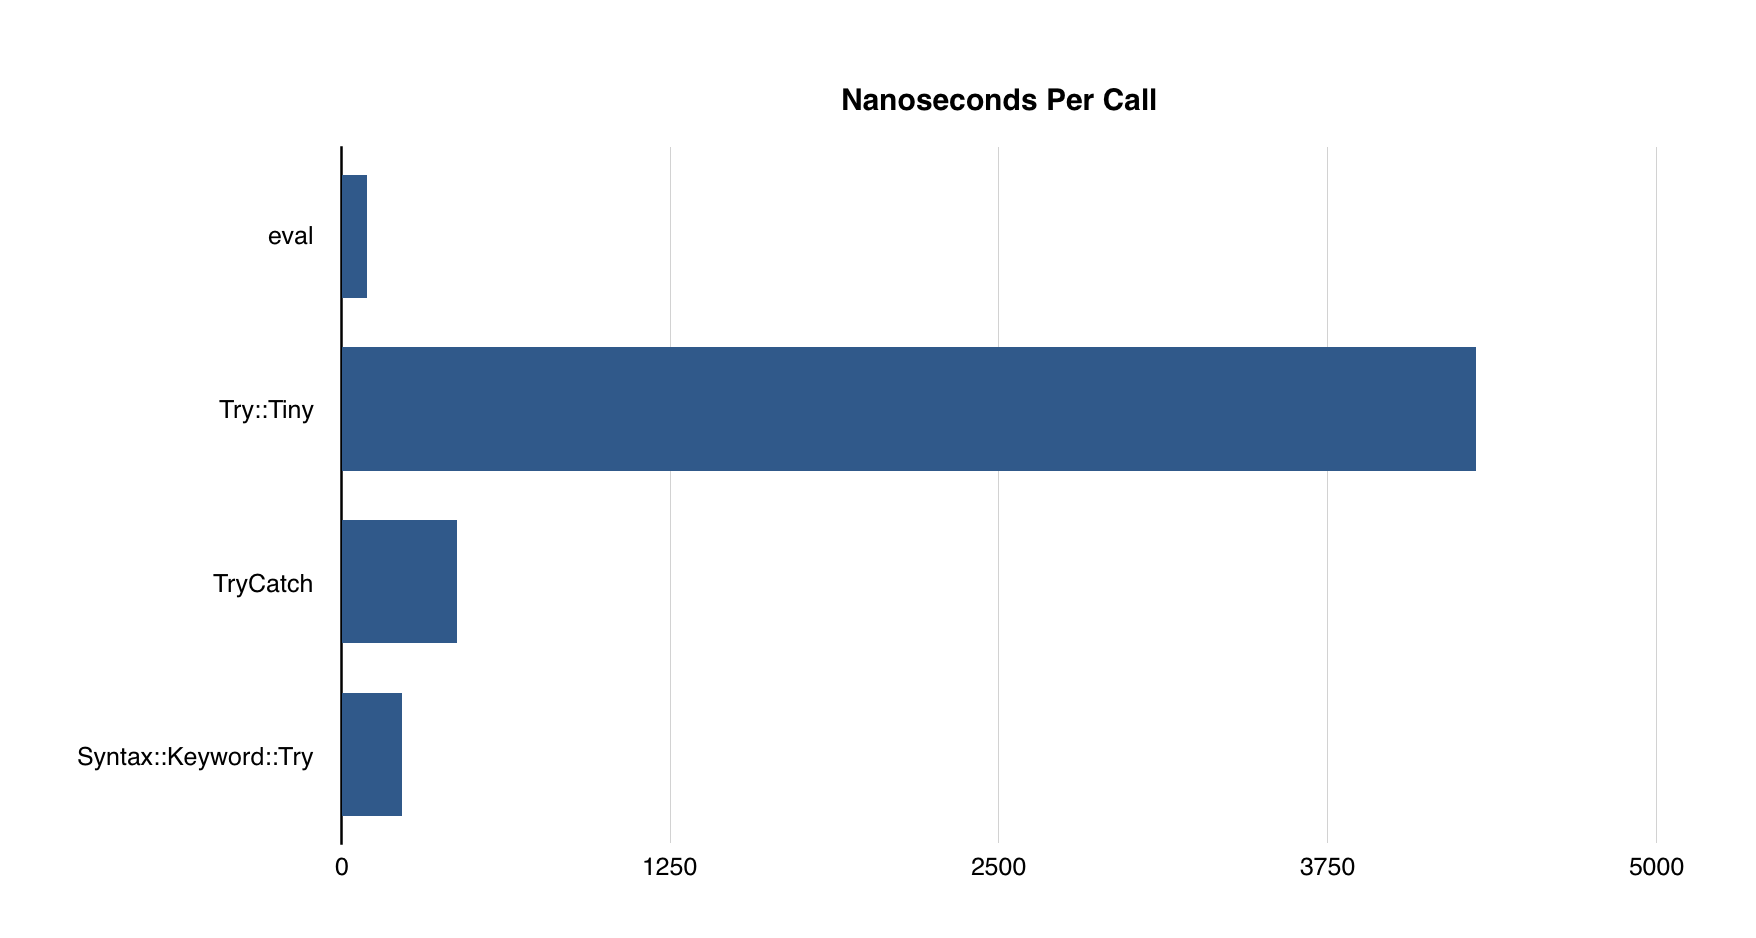 Nanoseconds Per Call
eval
Try::Tiny
TryCatch
Syntax::Keyword::Try
0 1250 2500 3750 5000